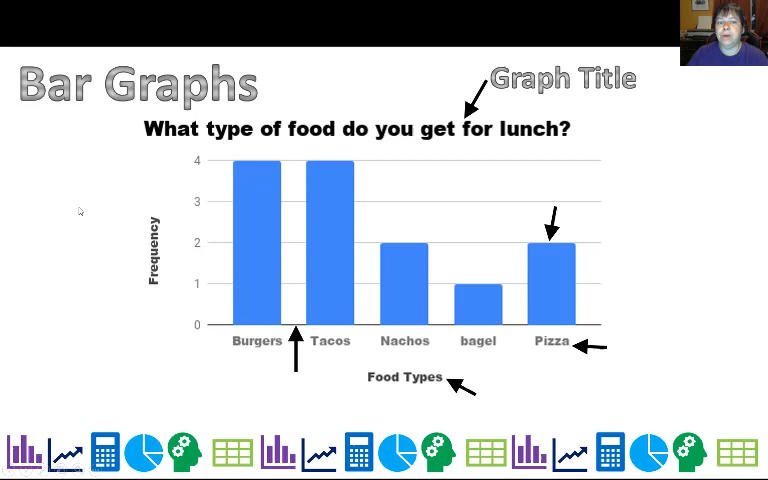 Bar Graphs
Graph Title
What type of food do you get for lunch?
4
3
2
1
0
Frequency
Burgers Tacos Nachos bagel Pizza
Food Types